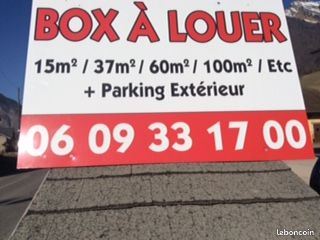 BOX À LOUER
15m² / 37m² / 60m² / 100m² / Etc
+ Parking Extérieur
06 09 33 17 00
leboncoin